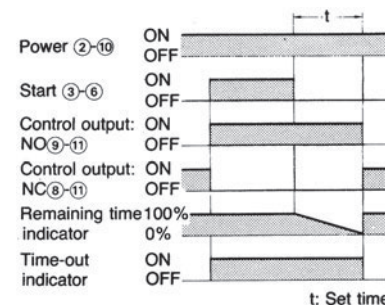 t
Power ②-⑩ ON
OFF
Start ③-⑥ ON
OFF
Control output: ON
NO⑨-⑪ OFF
Control output: ON
NC⑧-⑪ OFF
Remaining time 100%
indicator 0%
Time-out ON
indicator OFF
t: Set time